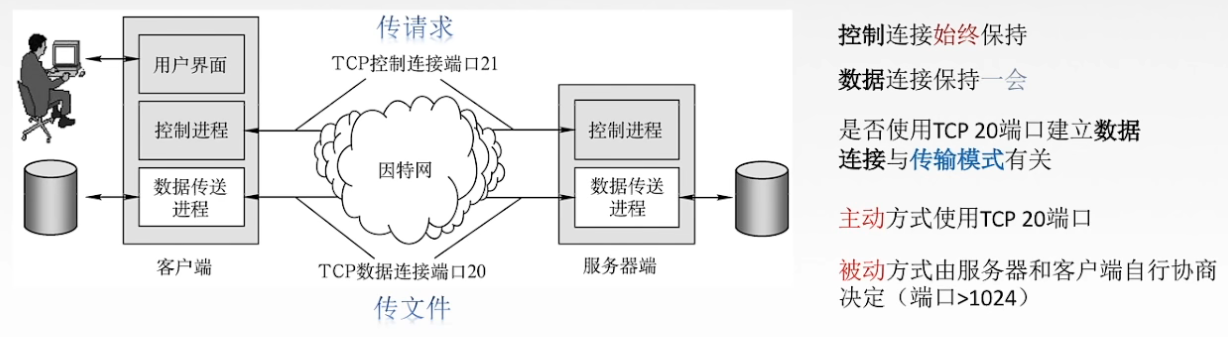 传请求
TCP控制连接端口21
用户界面
控制进程
控制进程
因特网
数据传送
进程
数据传送
进程
客户端
TCP数据连接端口20
服务器端
传文件
控制连接始终保持
数据连接保持一会
是否使用TCP 20端口建立数据
连接与传输模式有关
主动方式使用TCP 20端口
被动方式由服务器和客户端自行协商
决定（端口>1024）